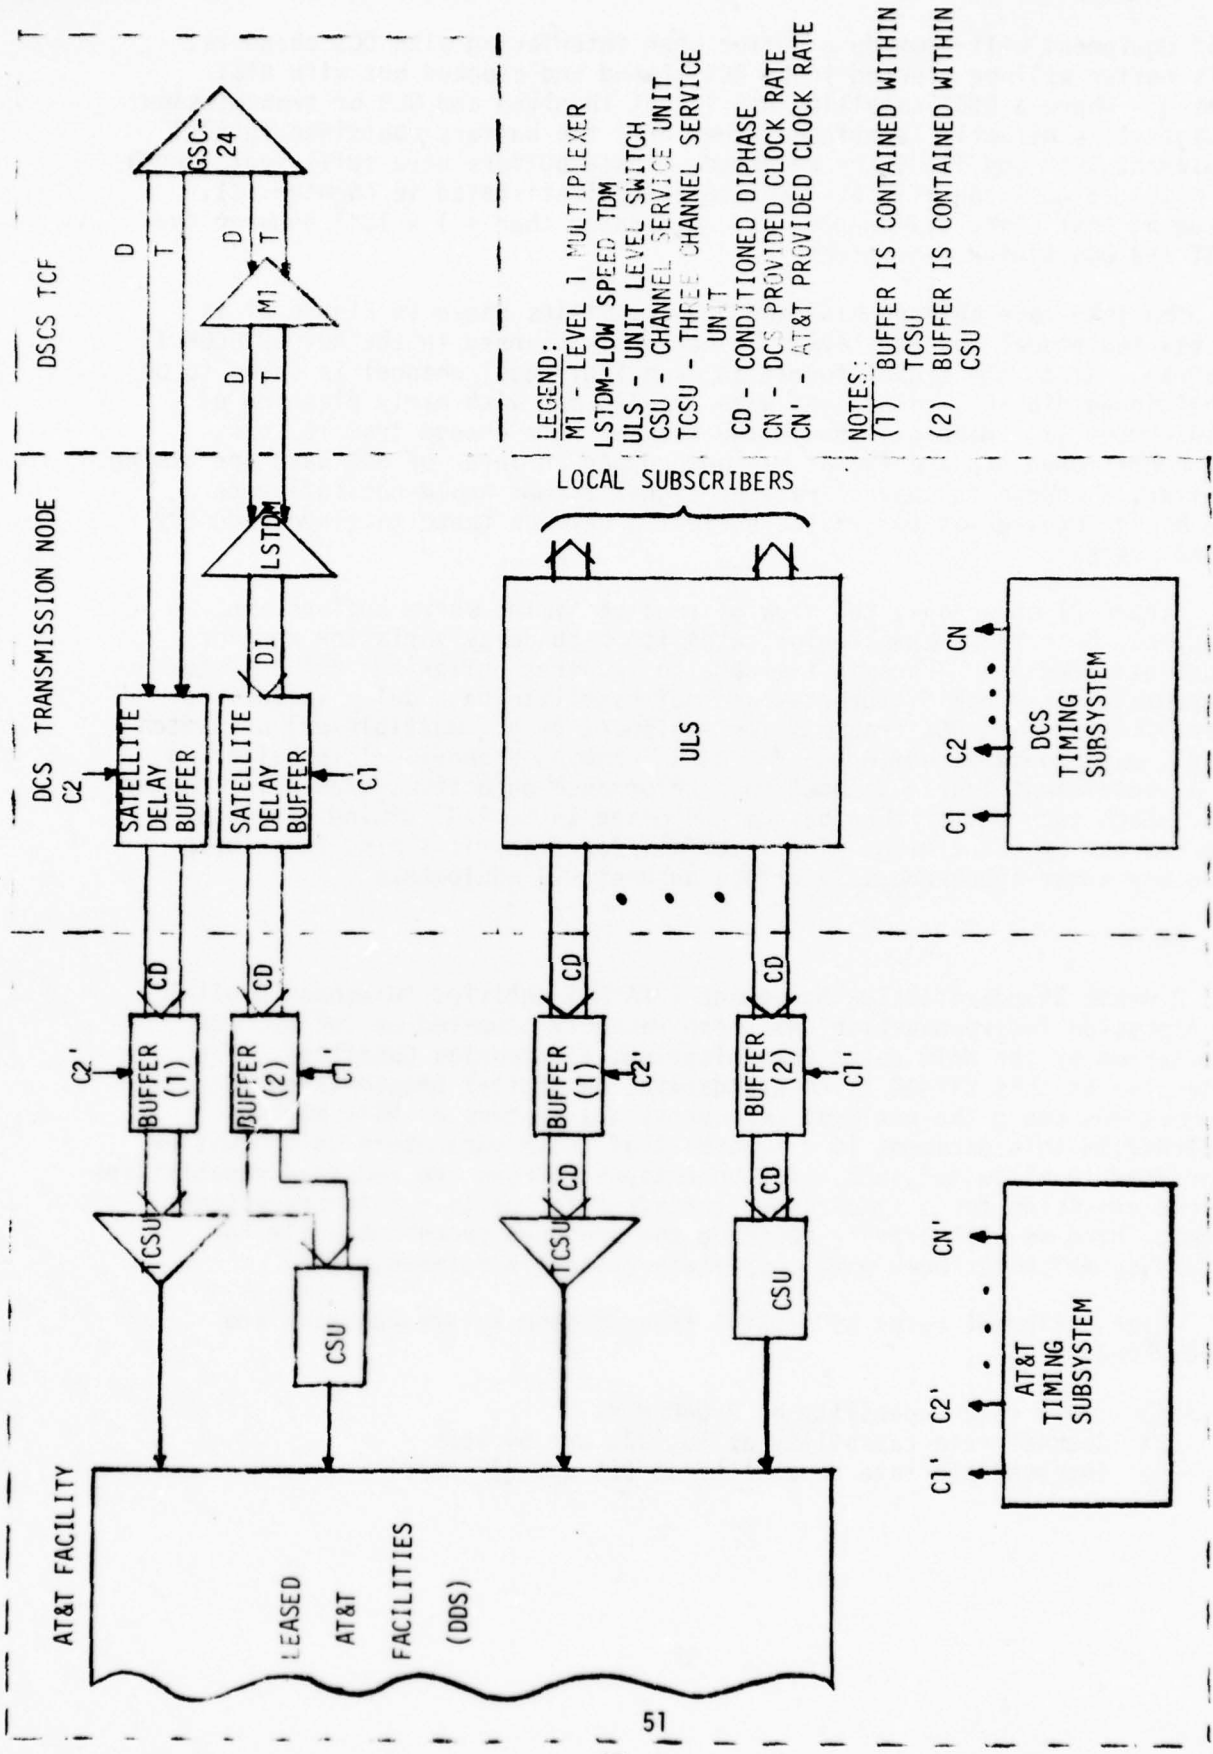 AT&T FACILITY
DCS TRANSMISSION NODE
DSCS TCF
LEASED
AT&T
FACILITIES
(DDS)
TCSU
C2'
BUFFER
(1)
CD
C2
SATELLITE
DELAY
BUFFER
D
T
GSC-
24
CSU
BUFFER
(2)
C1'
CD
SATELLITE
DELAY
BUFFER
C1
DI
LSTDM
D
T
M1
D
T
TCSU
CD
BUFFER
(1)
C2'
CD
ULS
LOCAL SUBSCRIBERS
CSU
CD
BUFFER
(2)
C1'
CD
C1' C2' CN'
AT&T
TIMING
SUBSYSTEM
C1 C2 CN
DCS
TIMING
SUBSYSTEM
LEGEND:
M1 - LEVEL 1 MULTIPLEXER
LSTDM-LOW SPEED TDM
ULS - UNIT LEVEL SWITCH
CSU - CHANNEL SERVICE UNIT
TCSU - THREE CHANNEL SERVICE
UNIT
CD - CONDITIONED DIPHASE
CN - DCS PROVIDED CLOCK RATE
CN' - AT&T PROVIDED CLOCK RATE
NOTES:
(1) BUFFER IS CONTAINED WITHIN
TCSU
(2) BUFFER IS CONTAINED WITHIN
CSU
51